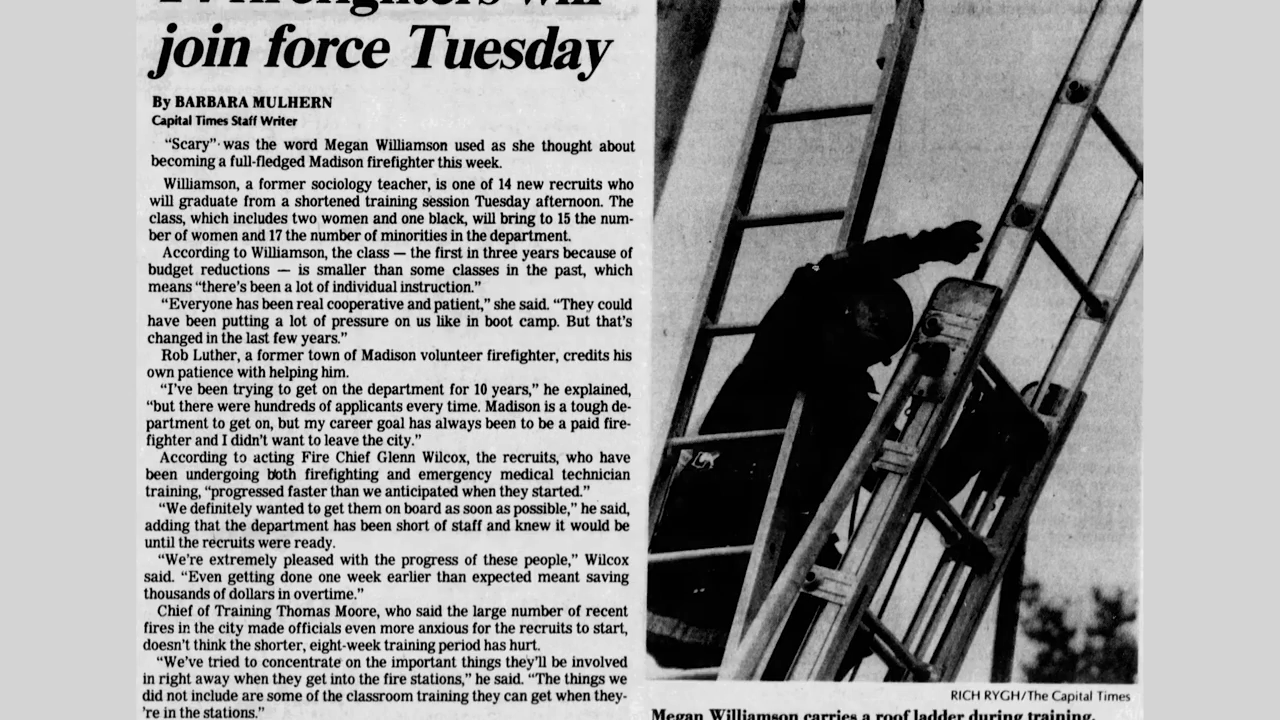 14 firefighters will
join force Tuesday
By BARBARA MULHERN
Capital Times Staff Writer
“Scary” was the word Megan Williamson used as she thought about
becoming a full-fledged Madison firefighter this week.
Williamson, a former sociology teacher, is one of 14 new recruits who
will graduate from a shortened training session Tuesday afternoon. The
class, which includes two women and one black, will bring to 15 the num-
ber of women and 17 the number of minorities in the department.
According to Williamson, the class — the first in three years because of
budget reductions — is smaller than some classes in the past, which
means “there's been a lot of individual instruction.”
“Everyone has been real cooperative and patient,” she said. “They could
have been putting a lot of pressure on us like in boot camp. But that's
changed in the last few years.”
Rob Luther, a former town of Madison volunteer firefighter, credits his
own patience with helping him.
“I've been trying to get on the department for 10 years,” he explained,
“but there were hundreds of applicants every time. Madison is a tough de-
partment to get on, but my career goal has always been to be a paid fire-
fighter and I didn't want to leave the city.”
According to acting Fire Chief Glenn Wilcox, the recruits, who have
been undergoing both firefighting and emergency medical technician
training, “progressed faster than we anticipated when they started.”
“We definitely wanted to get them on board as soon as possible,” he said,
adding that the department has been short of staff and knew it would be
until the recruits were ready.
“We're extremely pleased with the progress of these people,” Wilcox
said. “Even getting done one week earlier than expected meant saving
thousands of dollars in overtime.”
Chief of Training Thomas Moore, who said the large number of recent
fires in the city made officials even more anxious for the recruits to start,
doesn't think the shorter, eight-week training period has hurt.
“We've tried to concentrate on the important things they'll be involved
in right away when they get into the fire stations,” he said. “The things we
did not include are some of the classroom training they can get when they-
're in the stations.”
RICH RYGH/The Capital Times
Megan Williamson carries a roof ladder during training.